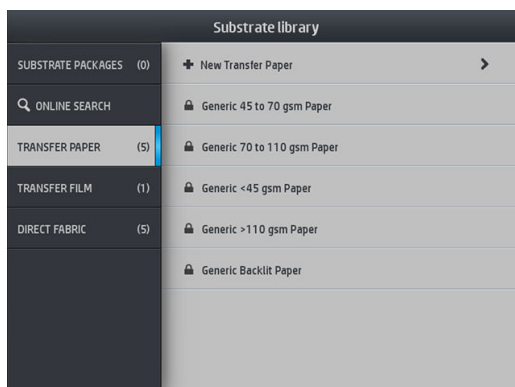 Substrate library
SUBSTRATE PACKAGES (0)
ONLINE SEARCH
TRANSFER PAPER (5)
TRANSFER FILM (1)
DIRECT FABRIC (5)
New Transfer Paper
Generic 45 to 70 gsm Paper
Generic 70 to 110 gsm Paper
Generic <45 gsm Paper
Generic >110 gsm Paper
Generic Backlit Paper